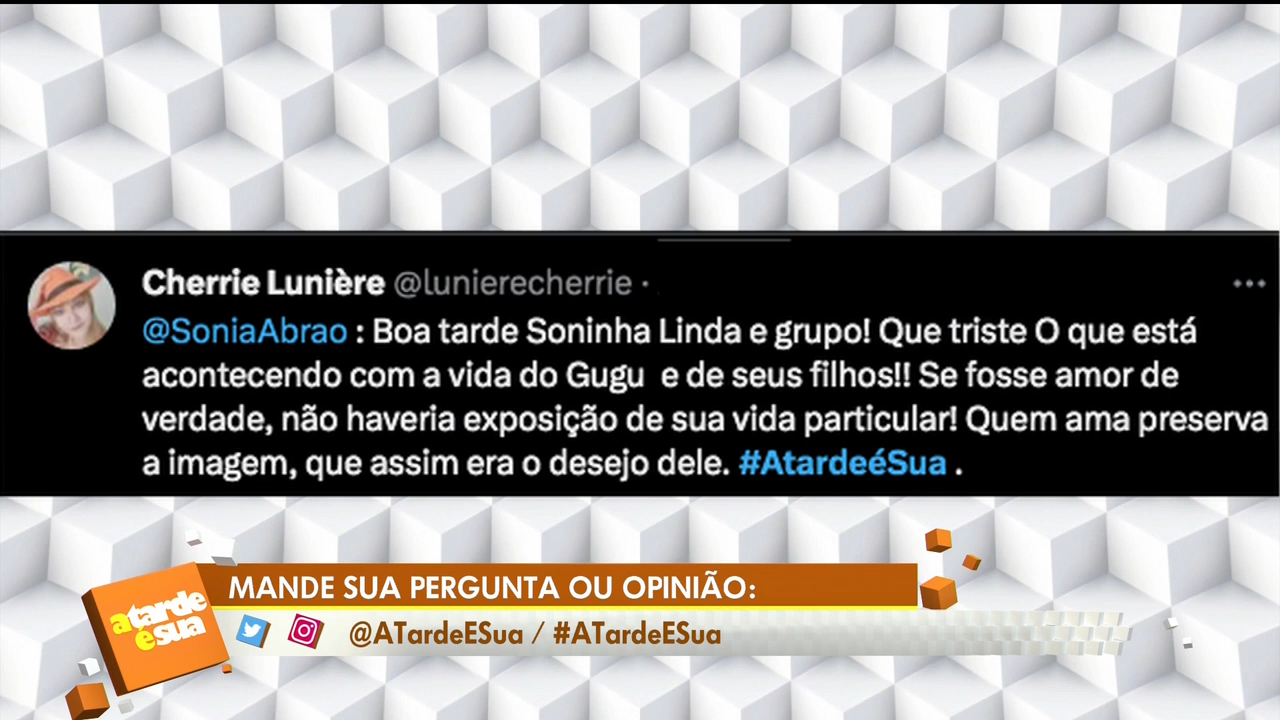 Cherrie Lunière @lunierecherrie ·
@SoniaAbrao : Boa tarde Soninha Linda e grupo! Que triste O que está
acontecendo com a vida do Gugu e de seus filhos!! Se fosse amor de
verdade, não haveria exposição de sua vida particular! Quem ama preserva
a imagem, que assim era o desejo dele. #AtardeéSua .
MANDE SUA PERGUNTA OU OPINIÃO:
a tarde
é sua
@ATardeESua / #ATardeESua